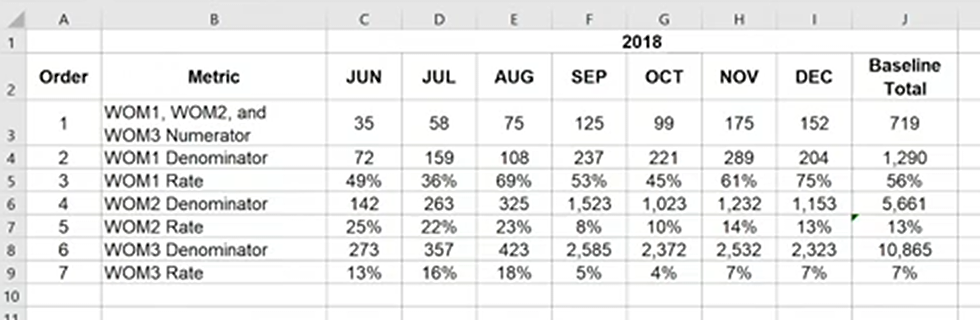 A B C D E F G H I J
1 2018
2 Order Metric JUN JUL AUG SEP OCT NOV DEC Baseline Total
3 1 WOM1, WOM2, and WOM3 Numerator 35 58 75 125 99 175 152 719
4 2 WOM1 Denominator 72 159 108 237 221 289 204 1,290
5 3 WOM1 Rate 49% 36% 69% 53% 45% 61% 75% 56%
6 4 WOM2 Denominator 142 263 325 1,523 1,023 1,232 1,153 5,661
7 5 WOM2 Rate 25% 22% 23% 8% 10% 14% 13% 13%
8 6 WOM3 Denominator 273 357 423 2,585 2,372 2,532 2,323 10,865
9 7 WOM3 Rate 13% 16% 18% 5% 4% 7% 7% 7%
10
11